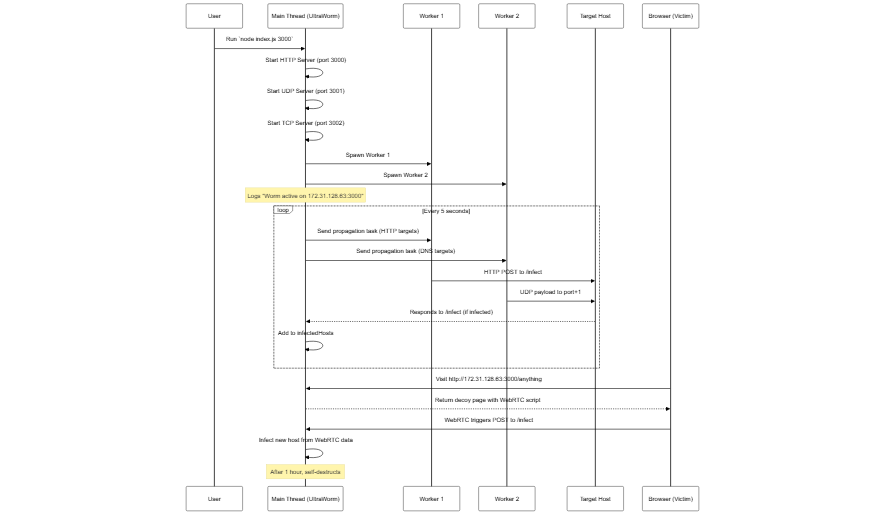 User
Main Thread (UltraWorm)
Worker 1
Worker 2
Target Host
Browser (Victim)
Run `node index.js 3000`
Start HTTP Server (port 3000)
Start UDP Server (port 3001)
Start TCP Server (port 3002)
Spawn Worker 1
Spawn Worker 2
Logs "Worm active on 172.31.128.63:3000"
loop
[Every 5 seconds]
Send propagation task (HTTP targets)
Send propagation task (DNS targets)
HTTP POST to /infect
UDP payload to port+1
Responds to /infect (if infected)
Add to infectedHosts
Visit http://172.31.128.63:3000/anything
Return decoy page with WebRTC script
WebRTC triggers POST to /infect
Infect new host from WebRTC data
After 1 hour, self-destructs
User
Main Thread (UltraWorm)
Worker 1
Worker 2
Target Host
Browser (Victim)